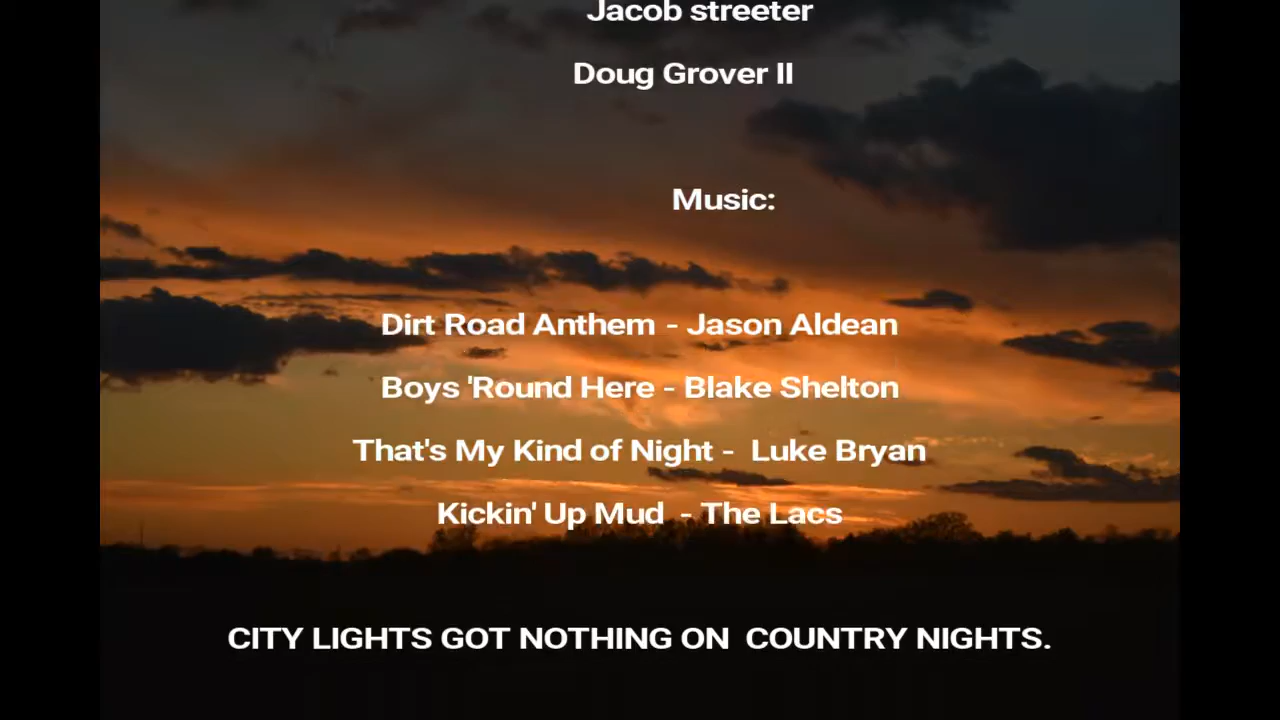 Jacob streeter
Doug Grover II
Music:
Dirt Road Anthem - Jason Aldean
Boys 'Round Here - Blake Shelton
That's My Kind of Night -  Luke Bryan
Kickin' Up Mud  - The Lacs
CITY LIGHTS GOT NOTHING ON  COUNTRY NIGHTS.